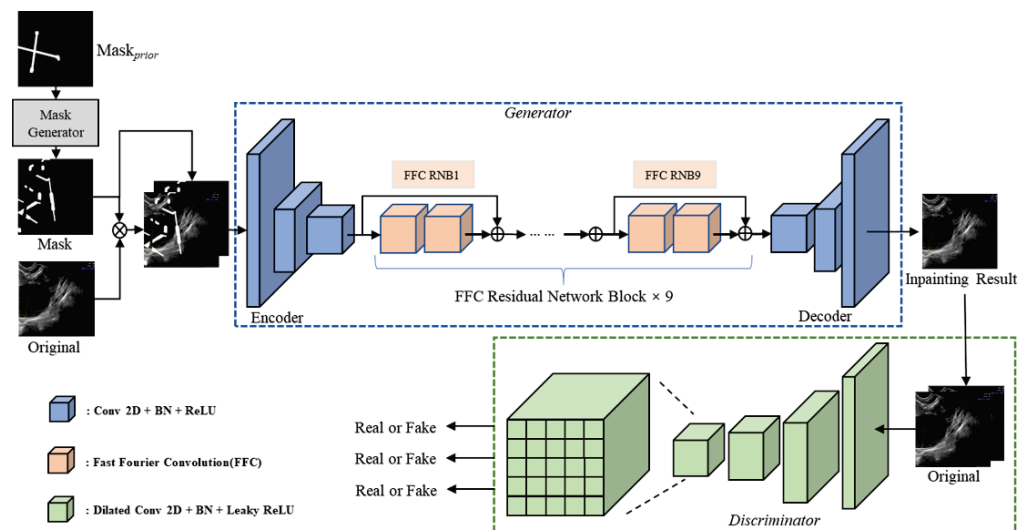 Mask_prior
Mask
Generator
Mask
Original
Generator
FFC RNB1
FFC RNB9
... ...
FFC Residual Network Block × 9
Encoder
Decoder
Inpainting Result
: Conv 2D + BN + ReLU
: Fast Fourier Convolution(FFC)
: Dilated Conv 2D + BN + Leaky ReLU
Real or Fake
Real or Fake
Real or Fake
Discriminator
Original